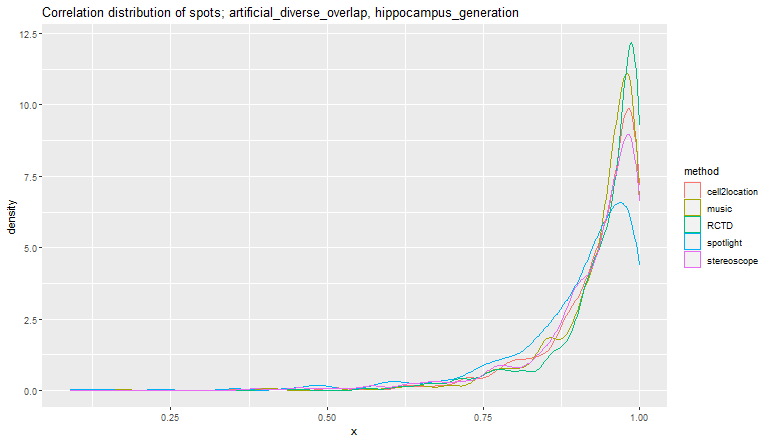 Correlation distribution of spots; artificial_diverse_overlap, hippocampus_generation
12.5
10.0
7.5
5.0
2.5
0.0
density
0.25
0.50
0.75
1.00
x
method
cell2location
music
RCTD
spotlight
stereoscope